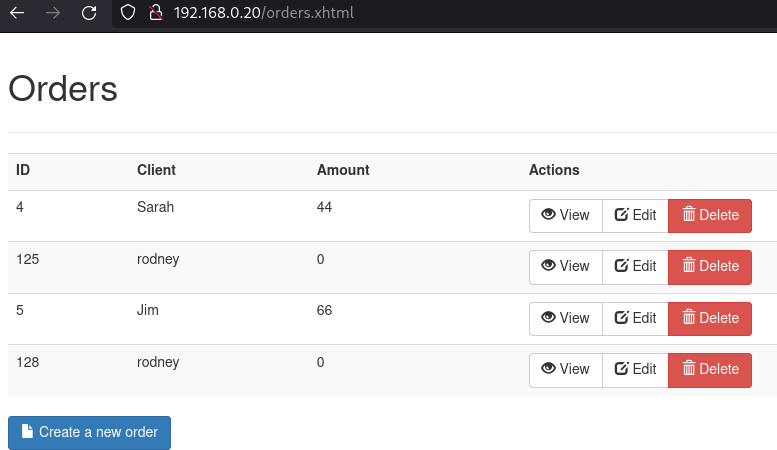 192.168.0.20/orders.xhtml
Orders
ID Client Amount Actions
4 Sarah 44 View Edit Delete
125 rodney 0 View Edit Delete
5 Jim 66 View Edit Delete
128 rodney 0 View Edit Delete
Create a new order